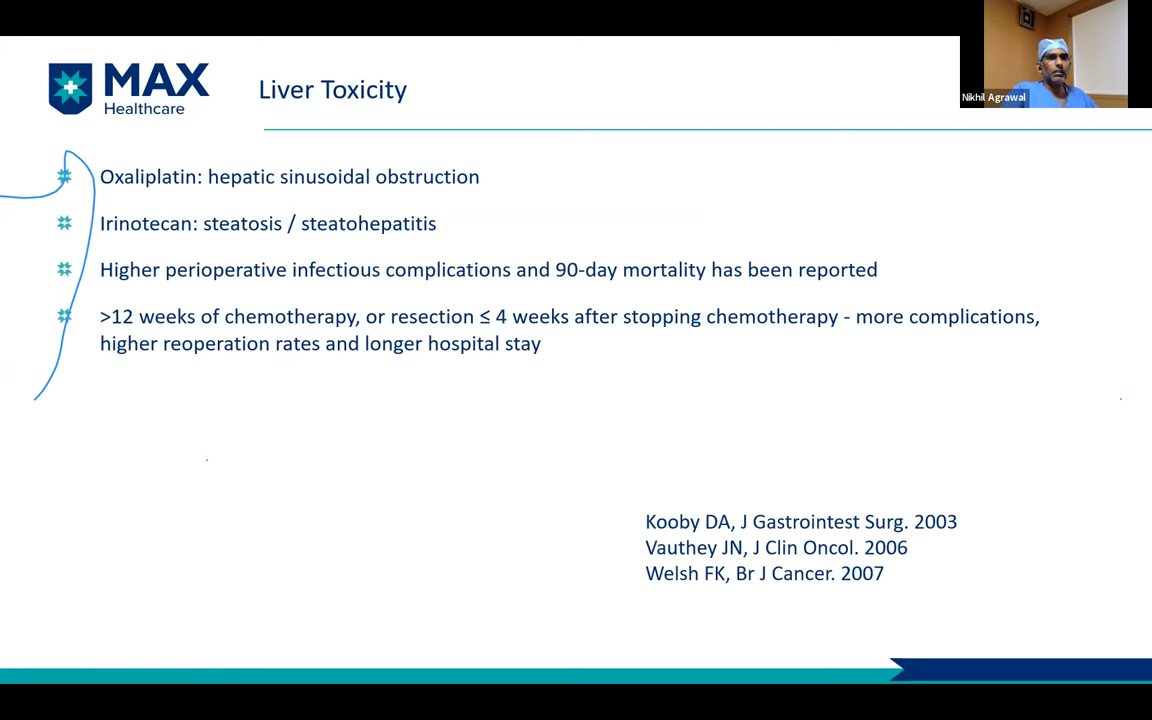 MAX
Healthcare
Liver Toxicity
Nikhil Agrawal
Oxaliplatin: hepatic sinusoidal obstruction
Irinotecan: steatosis / steatohepatitis
Higher perioperative infectious complications and 90-day mortality has been reported
>12 weeks of chemotherapy, or resection ≤ 4 weeks after stopping chemotherapy - more complications,
higher reoperation rates and longer hospital stay
Kooby DA, J Gastrointest Surg. 2003
Vauthey JN, J Clin Oncol. 2006
Welsh FK, Br J Cancer. 2007